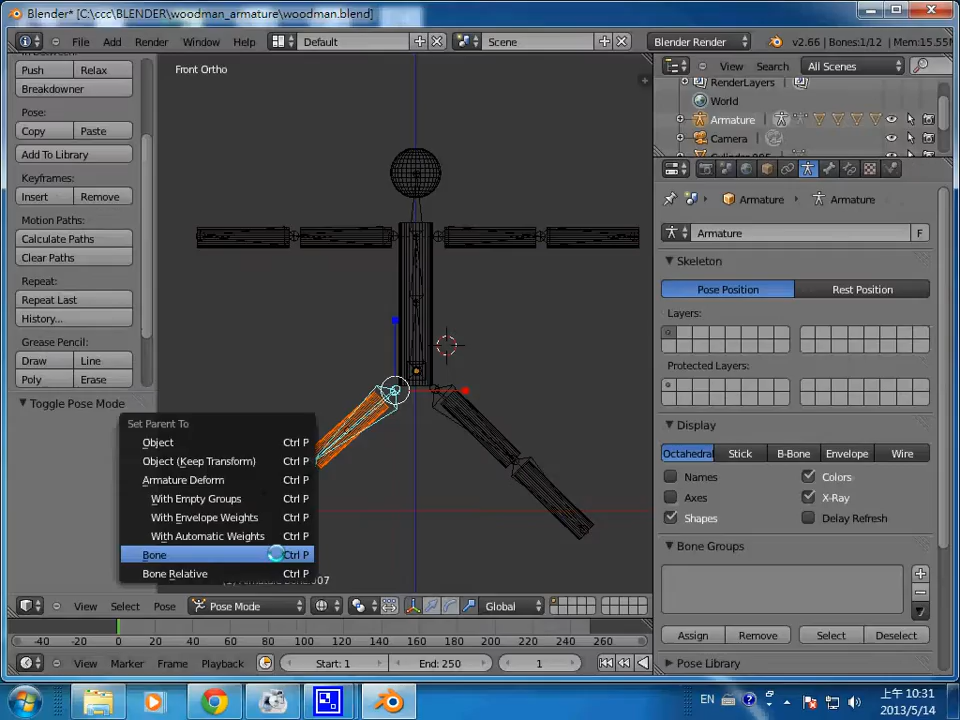 Blender* [C:\ccc\BLENDER\woodman_armature\woodman.blend]
File Add Render Window Help Default Scene Blender Render v2.66 | Bones:1/12 | Mem:15.55
Push Relax
Breakdowner
Pose:
Copy Paste
Add To Library
Keyframes:
Insert Remove
Motion Paths:
Calculate Paths
Clear Paths
Repeat:
Repeat Last
History...
Grease Pencil:
Draw Line
Poly Erase
Toggle Pose Mode
Front Ortho
Set Parent To
Object Ctrl P
Object (Keep Transform) Ctrl P
Armature Deform Ctrl P
With Empty Groups Ctrl P
With Envelope Weights Ctrl P
With Automatic Weights Ctrl P
Bone Ctrl P
Bone Relative Ctrl P
View Select Pose Pose Mode Global
-40 -20 0 20 40 60 80 100 120 140 160 180 200 220 240 260
View Marker Frame Playback Start: 1 End: 250 1
View Search All Scenes
RenderLayers
World
Armature
Camera
Armature Armature
Armature F
Skeleton
Pose Position Rest Position
Layers:
Protected Layers:
Display
Octahedral Stick B-Bone Envelope Wire
Names Colors
Axes X-Ray
Shapes Delay Refresh
Bone Groups
Assign Remove Select Deselect
Pose Library
EN
上午 10:31
2013/5/14